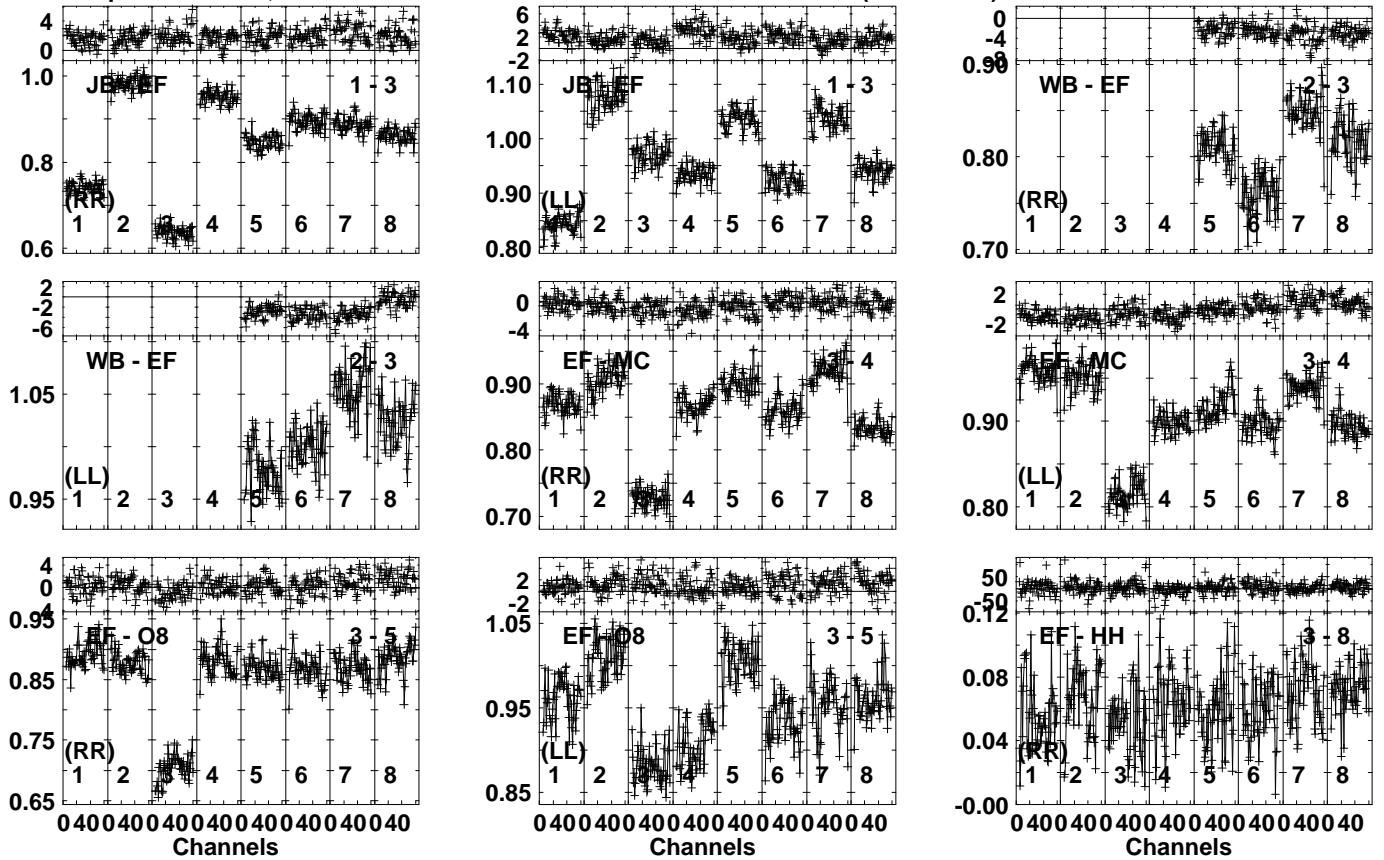 4 6 0
2 -4
0 -2 -8
1.0 JB - EF 1 - 3 1.10 JB - EF 1 - 3 0.90 WB - EF 2 - 3
1.00
0.8 0.90 0.80
(RR) (LL) (RR)
1 2 3 4 5 6 7 8 2 3 4 5 6 7 8 1 2 3 4 5 6 7 8
0.6 0.80 0.70
2 0 2
-2 -4 -2
-6
WB - EF 2 - 3 EF - MC 3 - 4 EF - MC 3 - 4
1.05 0.90 0.90
0.80
(LL) (RR) (LL)
0.95 1 2 3 4 5 6 7 8 1 2 4 5 6 7 8 0.80 1 2 3 4 5 6 7 8
0.70
4 2 50
0 -2 -50
4
0.95 EF - O8 3 - 5 1.05 EF - O8 3 - 5 0.12 EF - HH 3 - 8
0.85 0.95 0.08
0.75 (RR) (LL) 0.04 (RR)
1 2 3 4 5 6 7 8 1 2 3 4 5 6 7 8 1 2 3 4 5 6 7 8
0.65 0.85 -0.00
0 40 0 40 0 40 0 40 0 40 0 40 0 40 0 40 0 40 0 40 0 40 0 40 0 40 0 40 0 40 0 40 0 40 0 40 0 40 0 40 0 40 0 40 0 40 0 40
Channels Channels Channels